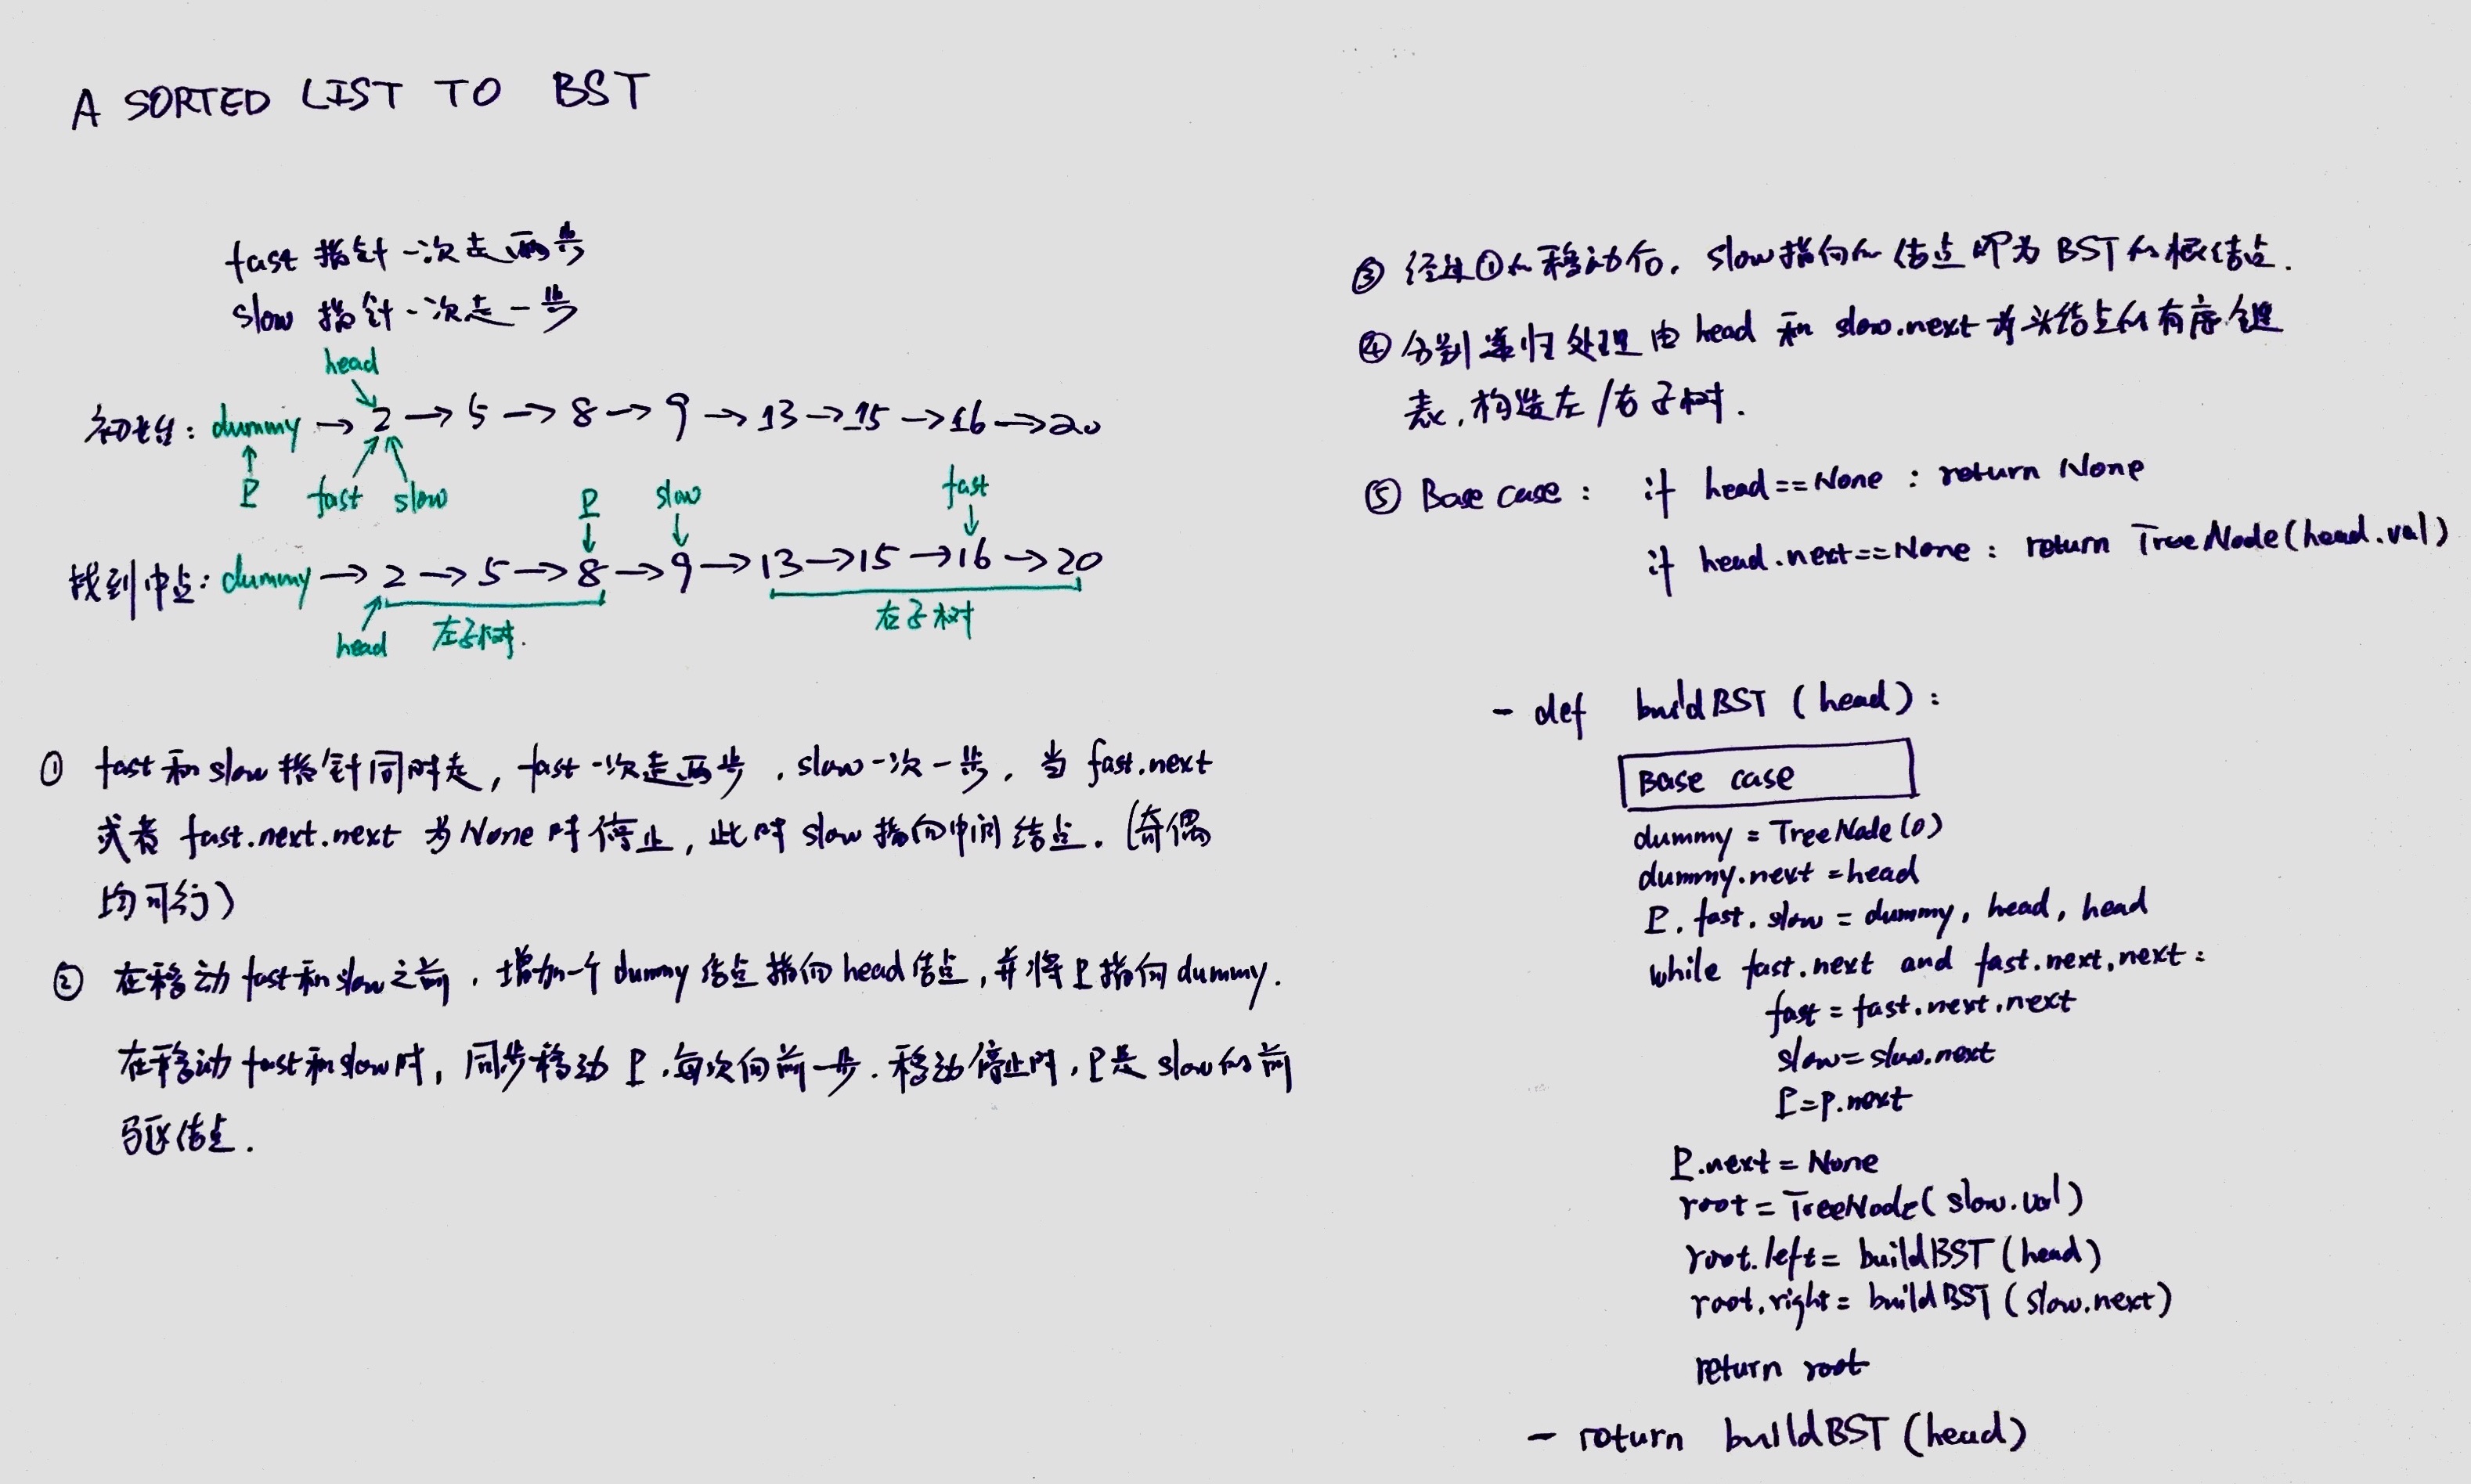 A SORTED LIST TO BST
fast 指针一次走两步
slow 指针一次走一步
head
初始: dummy → 2 → 5 → 8 → 9 → 13 → 15 → 16 → 20
P fast slow
P slow fast
找到中点: dummy → 2 → 5 → 8 → 9 → 13 → 15 → 16 → 20
head 左子树. 右子树
① fast 和 slow 指针同时走, fast 一次走两步, slow 一次一步, 当 fast.next
或者 fast.next.next 为 None 时停止, 此时 slow 指向中间结点. (奇偶
均可行)
② 在移动 fast 和 slow 之前, 增加一个 dummy 结点指向 head 结点, 并将 P 指向 dummy.
在移动 fast 和 slow 时, 同步移动 P, 每次向前一步. 移动停止时, P 是 slow 的前
驱结点.
③ 经过①的移动后, slow 指向的结点即为 BST 的根结点.
④ 分别递归处理由 head 和 slow.next 为头结点的有序链
表, 构造左/右子树.
⑤ Base case: if head==None : return None
if head.next==None : return TreeNode(head.val)
- def buildBST (head) :
Base case
dummy = TreeNode(0)
dummy.next = head
P, fast, slow = dummy, head, head
while fast.next and fast.next.next :
fast = fast.next.next
slow = slow.next
P = P.next
P.next = None
root = TreeNode(slow.val)
root.left = buildBST (head)
root.right = buildBST (slow.next)
return root
- return buildBST (head)